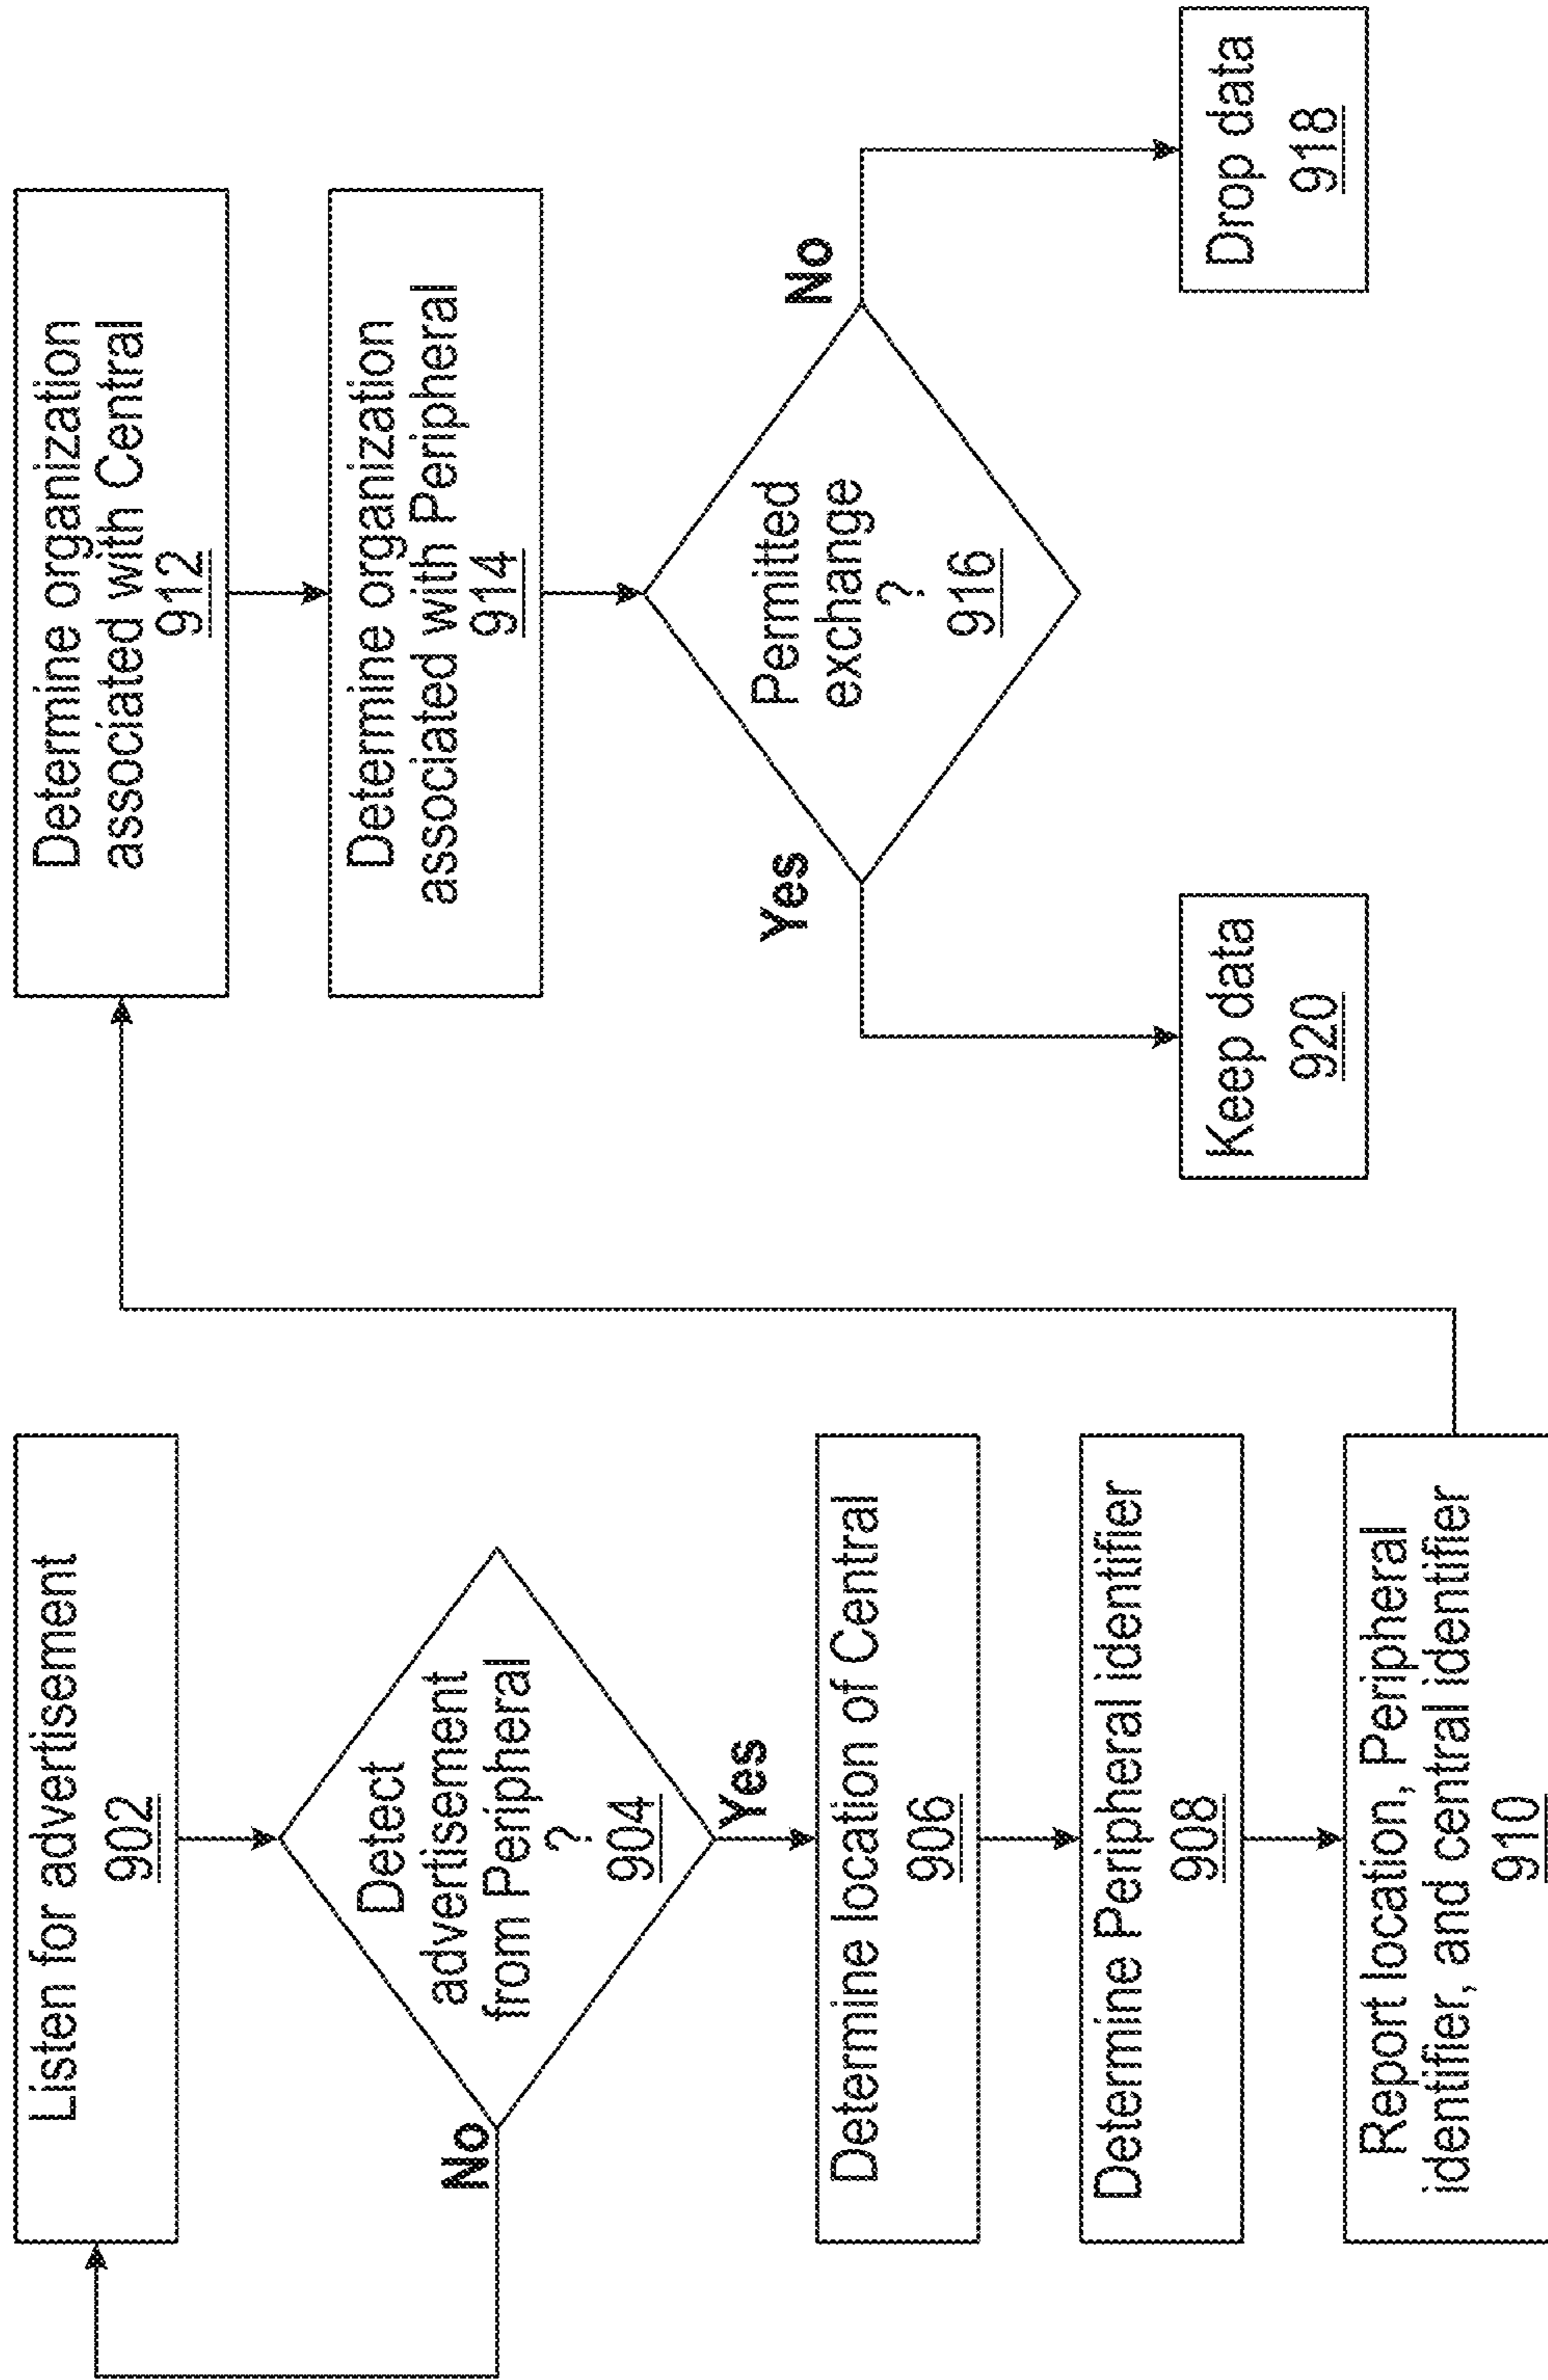 Listen for advertisement
902
Detect
advertisement
from Peripheral
?
904
No
Yes
Determine location of Central
906
Determine Peripheral identifier
908
Report location, Peripheral
identifier, and central identifier
910
Determine organization
associated with Central
912
Determine organization
associated with Peripheral
914
Permitted
exchange
?
916
Yes
No
Keep data
920
Drop data
918